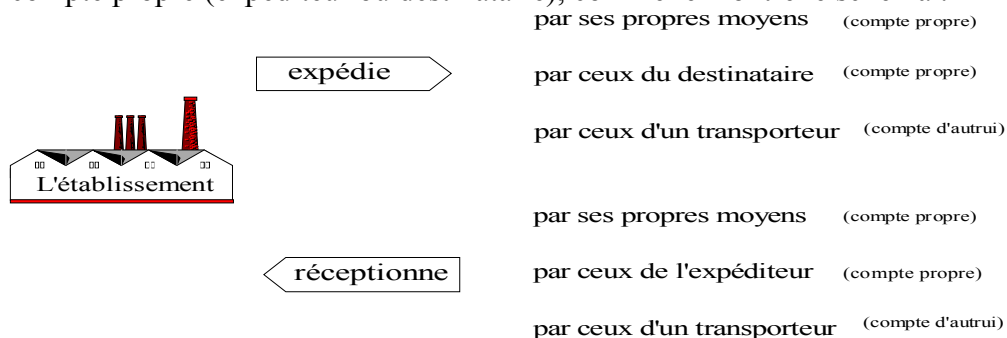 par ses propres moyens (compte propre)
expédie par ceux du destinataire (compte propre)
par ceux d'un transporteur (compte d'autrui)
L'établissement
par ses propres moyens (compte propre)
réceptionne par ceux de l'expéditeur (compte propre)
par ceux d'un transporteur (compte d'autrui)